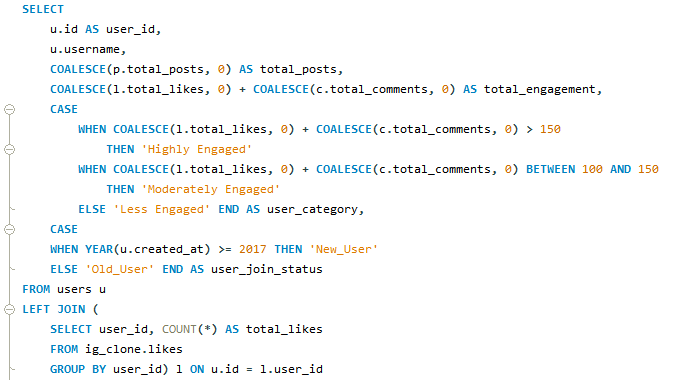 SELECT
u.id AS user_id,
u.username,
COALESCE(p.total_posts, 0) AS total_posts,
COALESCE(l.total_likes, 0) + COALESCE(c.total_comments, 0) AS total_engagement,
CASE
WHEN COALESCE(l.total_likes, 0) + COALESCE(c.total_comments, 0) > 150
THEN 'Highly Engaged'
WHEN COALESCE(l.total_likes, 0) + COALESCE(c.total_comments, 0) BETWEEN 100 AND 150
THEN 'Moderately Engaged'
ELSE 'Less Engaged' END AS user_category,
CASE
WHEN YEAR(u.created_at) >= 2017 THEN 'New_User'
ELSE 'Old_User' END AS user_join_status
FROM users u
LEFT JOIN (
SELECT user_id, COUNT(*) AS total_likes
FROM ig_clone.likes
GROUP BY user_id) l ON u.id = l.user_id